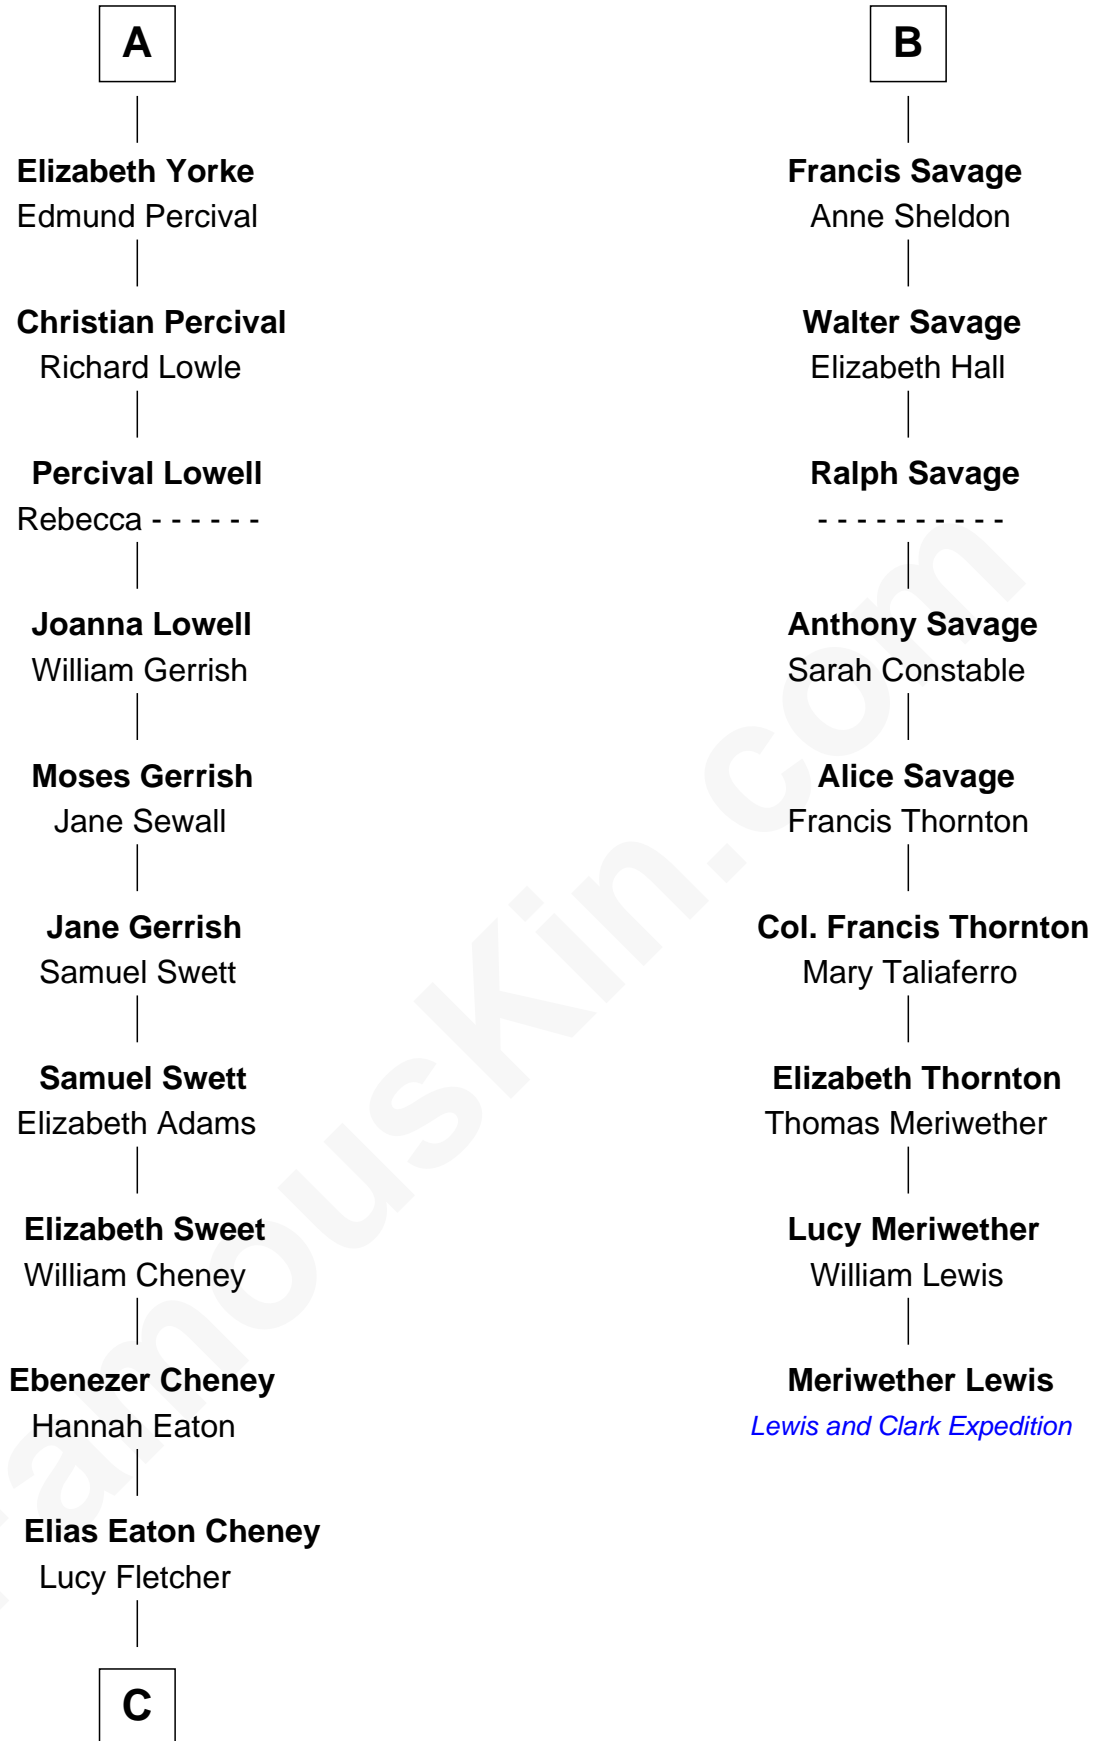 A
Elizabeth Yorke
Edmund Percival
Christian Percival
Richard Lowle
Percival Lowell
Rebecca - - - - - -
Joanna Lowell
William Gerrish
Moses Gerrish
Jane Sewall
Jane Gerrish
Samuel Swett
Samuel Swett
Elizabeth Adams
Elizabeth Sweet
William Cheney
Ebenezer Cheney
Hannah Eaton
Elias Eaton Cheney
Lucy Fletcher
C
B
Francis Savage
Anne Sheldon
Walter Savage
Elizabeth Hall
Ralph Savage
- - - - - - - - - -
Anthony Savage
Sarah Constable
Alice Savage
Francis Thornton
Col. Francis Thornton
Mary Taliaferro
Elizabeth Thornton
Thomas Meriwether
Lucy Meriwether
William Lewis
Meriwether Lewis
Lewis and Clark Expedition
FamousKin.com